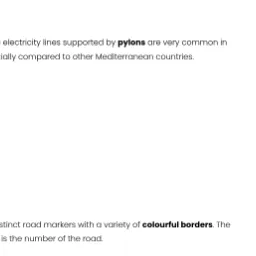 electricity lines supported by pylons are very common in
ially compared to other Mediterranean countries.
stinct road markers with a variety of colourful borders. The
is the number of the road.